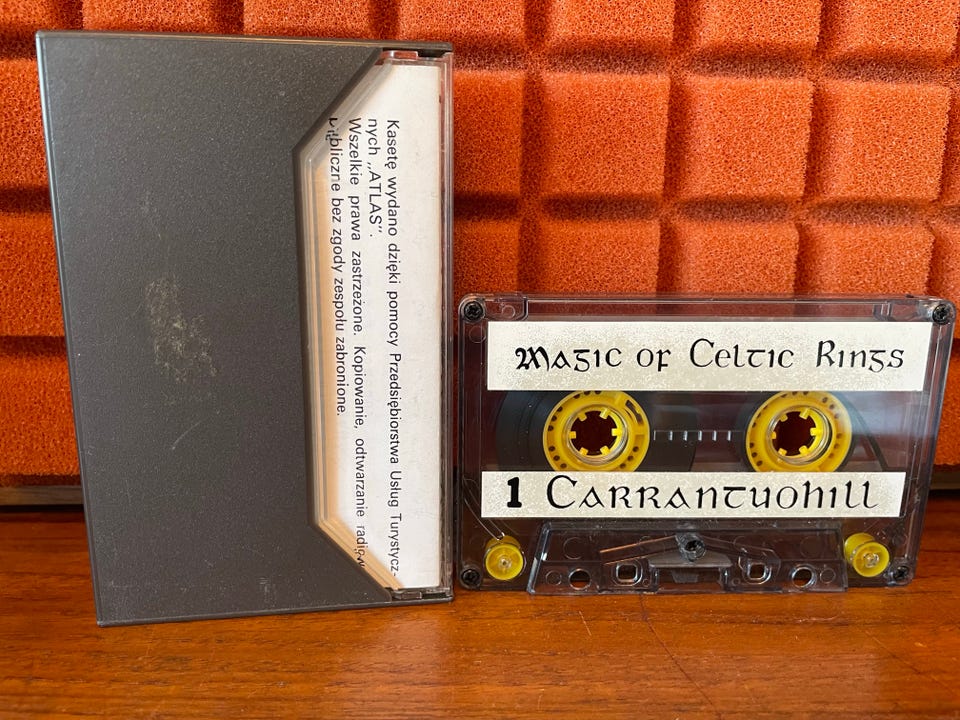 Kasetę wydano dzięki pomocy Przedsiębiorstwa Usług Turystycz-
nych „ATLAS”.
Wszelkie prawa zastrzeżone. Kopiowanie, odtwarzanie
bez zgody zespołu zabronione.
Magic of Celtic Rings
1 Carrantuohill